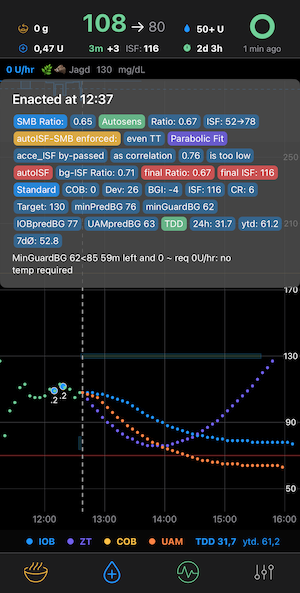 0 g 108 → 80 50+ U
0,47 U 3m +3 ISF: 116 2d 3h 1 min ago
0 U/hr Jagd 130 mg/dL
Enacted at 12:37
SMB Ratio: 0.65 Autosens Ratio: 0.67 ISF: 52→78
autoISF-SMB enforced: even TT Parabolic Fit
acce_ISF by-passed as correlation 0.76 is too low
autoISF bg-ISF Ratio: 0.71 final Ratio: 0.67 final ISF: 116
Standard COB: 0 Dev: 26 BGI: -4 ISF: 116 CR: 6
Target: 130 minPredBG 76 minGuardBG 62
IOBpredBG 77 UAMpredBG 63 TDD 24h: 31.7 ytd: 61.2
7dØ: 52.8
MinGuardBG 62<85 59m left and 0 ~ req 0U/hr: no
temp required
250
210
170
130
90
50
.2 .2
12:00 13:00 14:00 15:00 16:00
IOB ZT COB UAM TDD 31,7 ytd. 61,2